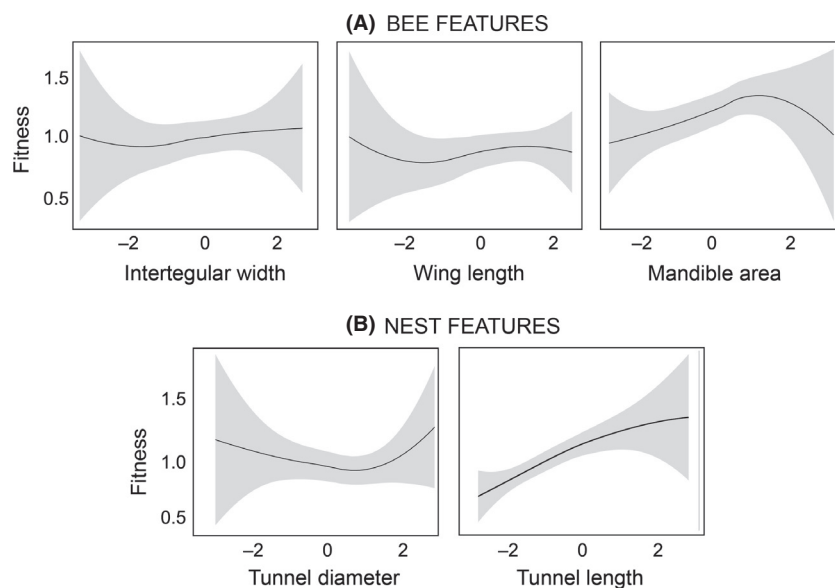 (A) BEE FEATURES
Fitness
1.5
1.0
0.5
−2 0 2
−2 0 2
−2 0 2
Intertegular width
Wing length
Mandible area
(B) NEST FEATURES
Fitness
1.5
1.0
0.5
−2 0 2
−2 0 2
Tunnel diameter
Tunnel length